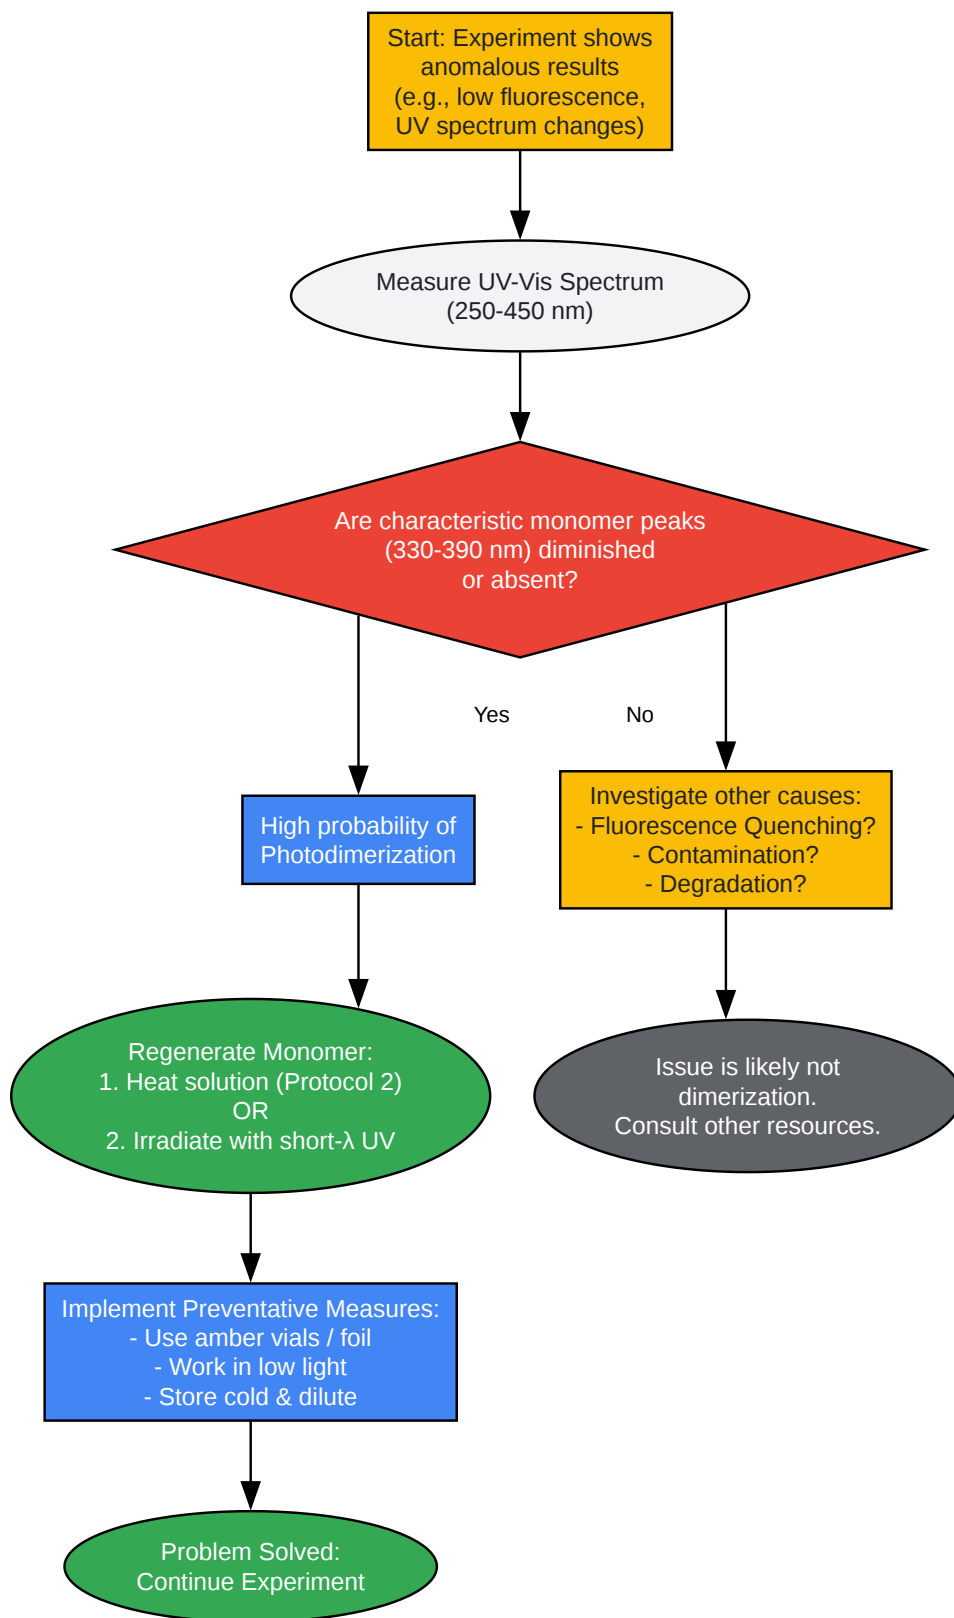 Start: Experiment shows
anomalous results
(e.g., low fluorescence,
UV spectrum changes)
Measure UV-Vis Spectrum
(250-450 nm)
Are characteristic monomer peaks
(330-390 nm) diminished
or absent?
Yes
No
High probability of
Photodimerization
Investigate other causes:
- Fluorescence Quenching?
- Contamination?
- Degradation?
Regenerate Monomer:
1. Heat solution (Protocol 2)
OR
2. Irradiate with short-λ UV
Issue is likely not
dimerization.
Consult other resources.
Implement Preventative Measures:
- Use amber vials / foil
- Work in low light
- Store cold & dilute
Problem Solved:
Continue Experiment